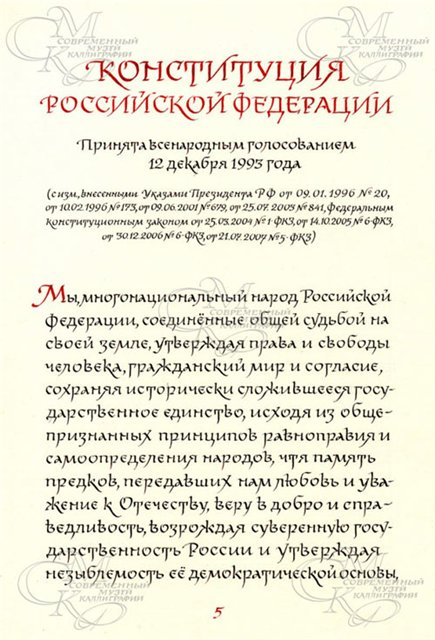 КОНСТИТУЦИЯ
РОССИЙСКОЙ ФЕДЕРАЦИИ
Принята всенародным голосованием
12 декабря 1993 года
(с изм., внесенными Указами Президента РФ от 09.01.1996 № 20,
от 10.02.1996 № 173, от 09.06.2001 № 679, от 25.07.2003 № 841, Федеральным
конституционным законом от 25.03.2004 № 1-ФКЗ, от 14.10.2005 № 6-ФКЗ,
от 30.12.2006 № 6-ФКЗ, от 21.07.2007 № 5-ФКЗ)
Мы, многонациональный народ Российской
Федерации, соединённые общей судьбой на
своей земле, утверждая права и свободы
человека, гражданский мир и согласие,
сохраняя исторически сложившееся госу-
дарственное единство, исходя из обще-
признанных принципов равноправия и
самоопределения народов, чтя память
предков, передавших нам любовь и ува-
жение к Отечеству, веру в добро и спра-
ведливость, возрождая суверенную госу-
дарственность России и утверждая
незыблемость её демократической основы,
5
СОВРЕМЕННЫЙ
МУЗЕЙ
КАЛЛИГРАФИИ